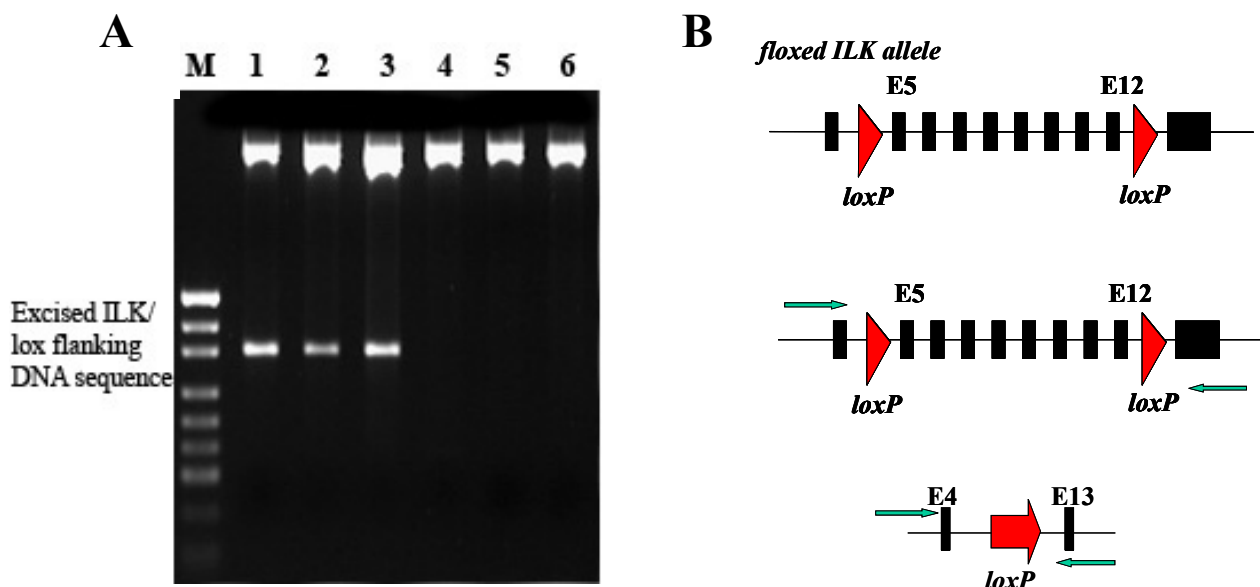 A
M 1 2 3 4 5 6
Excised ILK/
lox flanking
DNA sequence
B
floxed ILK allele
E5 E12
loxP loxP
E5 E12
loxP loxP
E4 E13
loxP